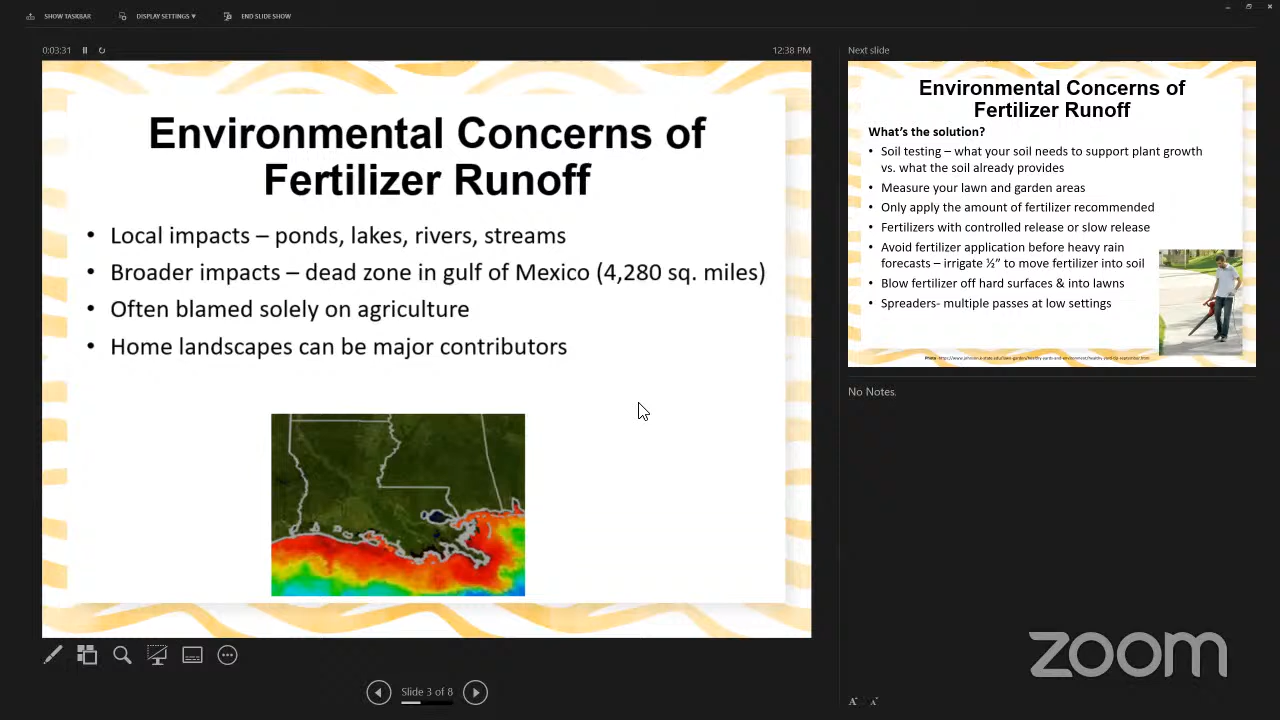 SHOW TASKBAR
DISPLAY SETTINGS ▾
END SLIDE SHOW
0:03:31
12:38 PM
Environmental Concerns of
Fertilizer Runoff
• Local impacts – ponds, lakes, rivers, streams
• Broader impacts – dead zone in gulf of Mexico (4,280 sq. miles)
• Often blamed solely on agriculture
• Home landscapes can be major contributors
Slide 3 of 8
Next slide
Environmental Concerns of
Fertilizer Runoff
What's the solution?
• Soil testing – what your soil needs to support plant growth
vs. what the soil already provides
• Measure your lawn and garden areas
• Only apply the amount of fertilizer recommended
• Fertilizers with controlled release or slow release
• Avoid fertilizer application before heavy rain
forecasts – irrigate ½” to move fertilizer into soil
• Blow fertilizer off hard surfaces & into lawns
• Spreaders- multiple passes at low settings
No Notes.
zoom
A A